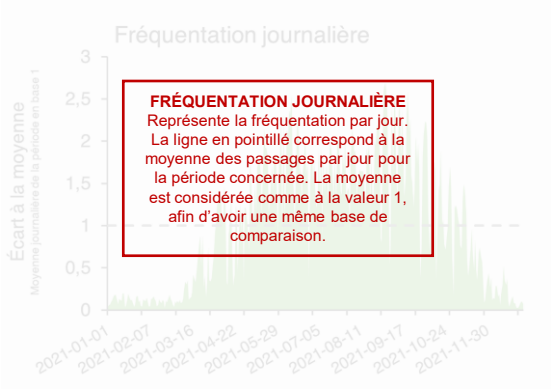 Fréquentation journalière
3
2,5
2
1,5
1
0,5
0
Écart à la moyenne
Moyenne journalière de la période en base 1
FRÉQUENTATION JOURNALIÈRE
Représente la fréquentation par jour.
La ligne en pointillé correspond à la
moyenne des passages par jour pour
la période concernée. La moyenne
est considérée comme à la valeur 1,
afin d’avoir une même base de
comparaison.
2021-01-01
2021-02-07
2021-03-16
2021-04-22
2021-05-29
2021-07-05
2021-08-11
2021-09-17
2021-10-24
2021-11-30